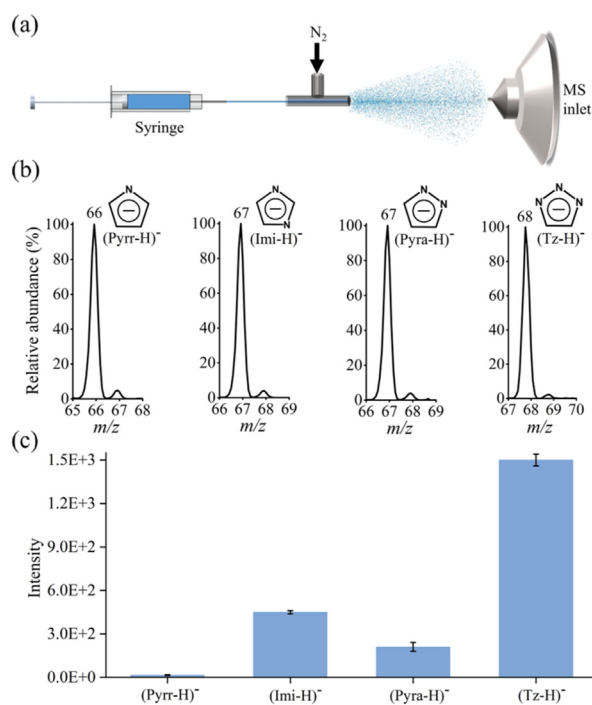 (a)
N₂
Syringe
MS
inlet
(b)
Relative abundance (%)
100
80
60
40
20
0
65 66 67 68
m/z
66
N
(Pyrr-H)⁻
100
80
60
40
20
0
66 67 68 69
m/z
67
N
N
(Imi-H)⁻
100
80
60
40
20
0
66 67 68 69
m/z
67
N
N
(Pyra-H)⁻
100
80
60
40
20
0
67 68 69 70
m/z
68
N
N
N
(Tz-H)⁻
(c)
Intensity
1.5E+3
1.2E+3
9.0E+2
6.0E+2
3.0E+2
0.0E+0
(Pyrr-H)⁻ (Imi-H)⁻ (Pyra-H)⁻ (Tz-H)⁻